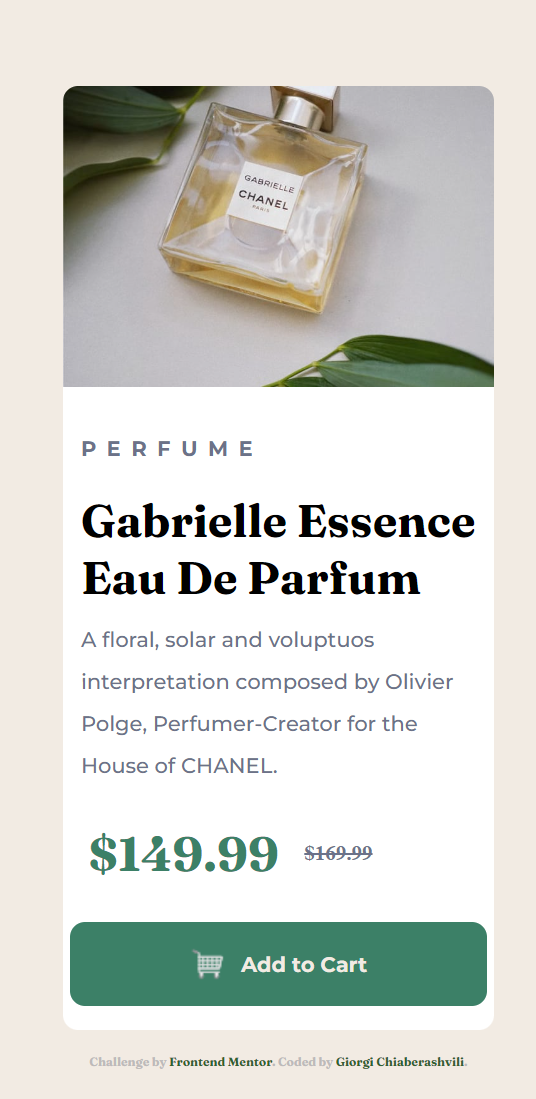 GABRIELLE
CHANEL
PARIS
PERFUME
Gabrielle Essence
Eau De Parfum
A floral, solar and voluptuos
interpretation composed by Olivier
Polge, Perfumer-Creator for the
House of CHANEL.
$149.99 $169.99
Add to Cart
Challenge by Frontend Mentor. Coded by Giorgi Chiaberashvili.